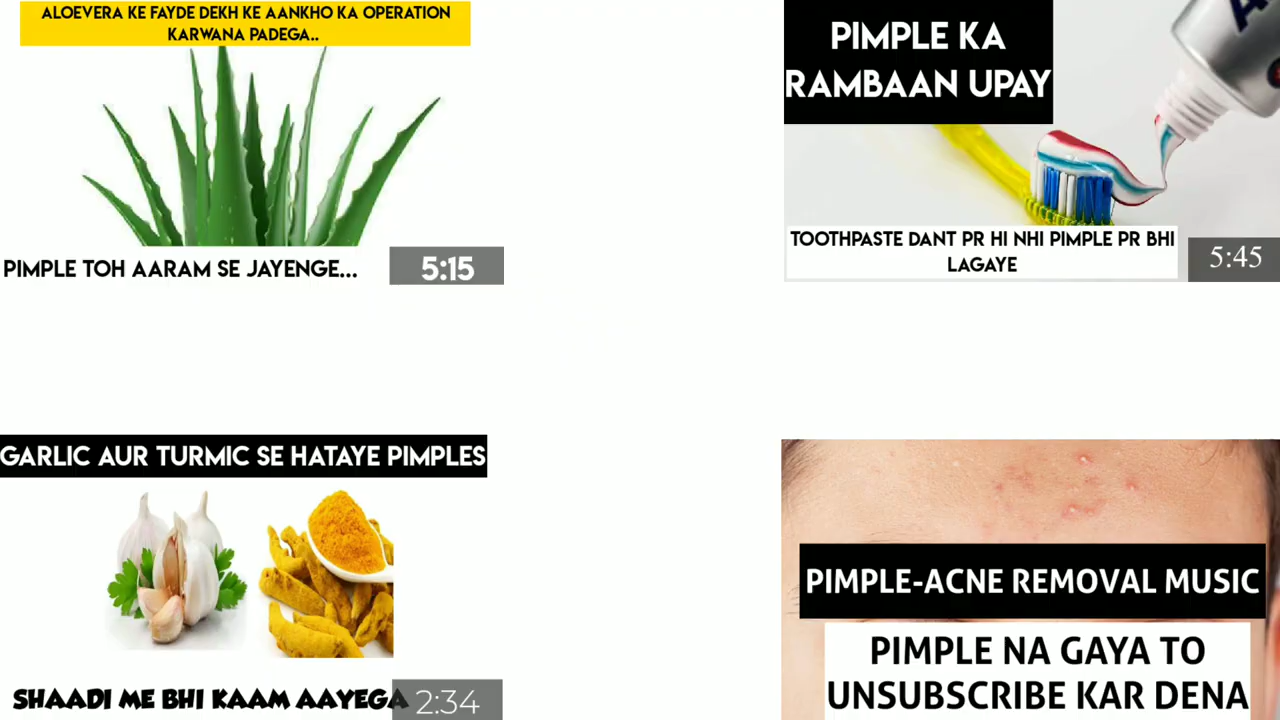 ALOEVERA KE FAYDE DEKH KE AANKHO KA OPERATION
KARWANA PADEGA..
PIMPLE TOH AARAM SE JAYENGE...
5:15
PIMPLE KA
RAMBAAN UPAY
A
TOOTHPASTE DANT PR HI NHI PIMPLE PR BHI
LAGAYE
5:45
GARLIC AUR TURMIC SE HATAYE PIMPLES
SHAADI ME BHI KAAM AAYEGA
2:34
PIMPLE-ACNE REMOVAL MUSIC
PIMPLE NA GAYA TO
UNSUBSCRIBE KAR DENA